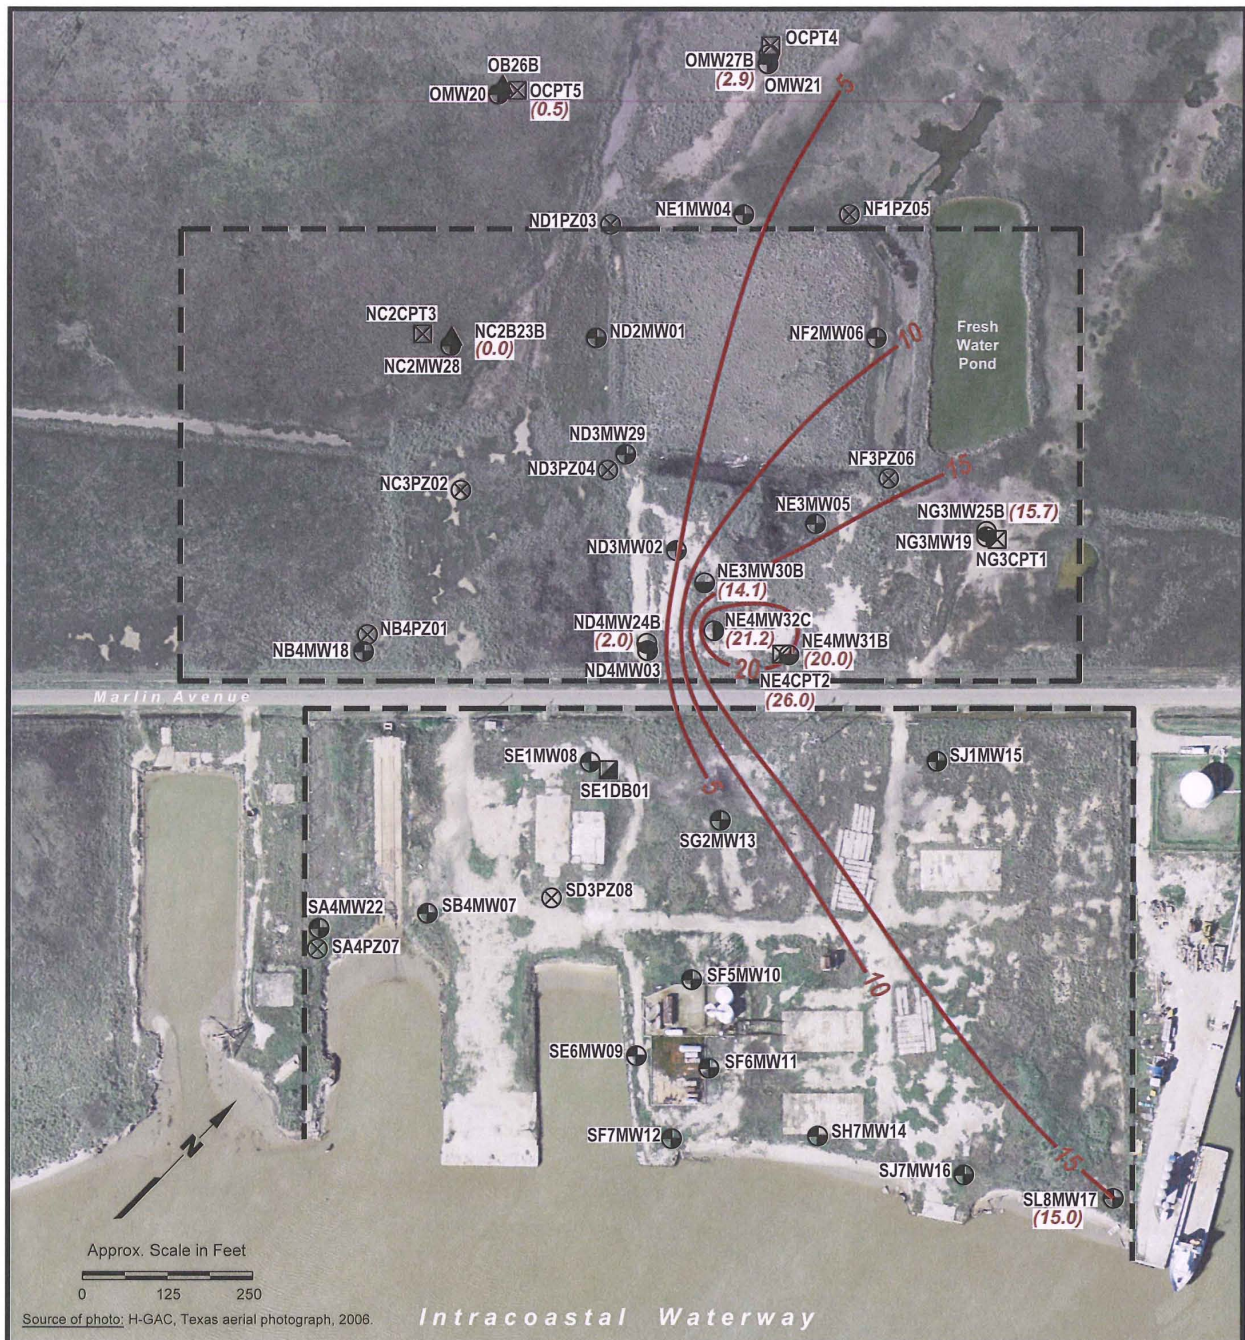 OCPT4
OMW27B
(2.9)
OMW21
OB26B
OMW20
OCPT5
(0.5)
5
ND1PZ03
NE1MW04
NF1PZ05
NC2CPT3
NC2B23B
(0.0)
NC2MW28
ND2MW01
NF2MW06
10
Fresh
Water
Pond
ND3MW29
ND3PZ04
NC3PZ02
NF3PZ06
15
NE3MW05
NG3MW25B (15.7)
NG3MW19
NG3CPT1
ND3MW02
NE3MW30B
(14.1)
NB4PZ01
NB4MW18
ND4MW24B
(2.0)
ND4MW03
NE4MW32C
(21.2)
NE4MW31B
(20.0)
20
NE4CPT2
(26.0)
Marlin Avenue
SE1MW08
SE1DB01
5
SJ1MW15
SG2MW13
SD3PZ08
SA4MW22
SB4MW07
SA4PZ07
SF5MW10
10
SE6MW09
SF6MW11
SF7MW12
SH7MW14
15
SJ7MW16
SL8MW17
(15.0)
N
Approx. Scale in Feet
0 125 250
Source of photo: H-GAC, Texas aerial photograph, 2006.
Intracoastal Waterway